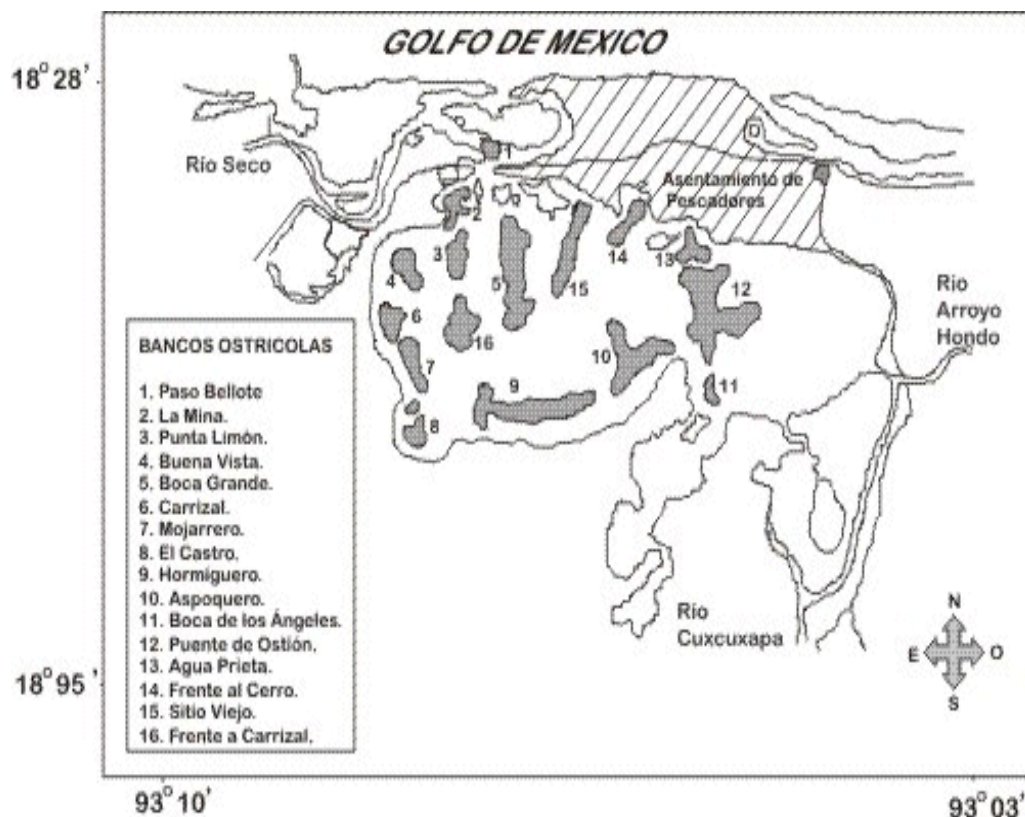 GOLFO DE MEXICO
18° 28'
Río Seco
1
Asentamiento de
Pescadores
2
3
4
5
15
14
13
12
6
16
7
10
9
11
8
Río
Arroyo
Hondo
BANCOS OSTRICOLAS
1. Paso Bellote
2. La Mina.
3. Punta Limón.
4. Buena Vista.
5. Boca Grande.
6. Carrizal.
7. Mojarrero.
8. El Castro.
9. Hormiguero.
10. Aspoquero.
11. Boca de los Ángeles.
12. Puente de Ostión.
13. Agua Prieta.
14. Frente al Cerro.
15. Sitio Viejo.
16. Frente a Carrizal.
Río
Cuxcuxapa
N
E O
S
18° 95'
93° 10'
93° 03'